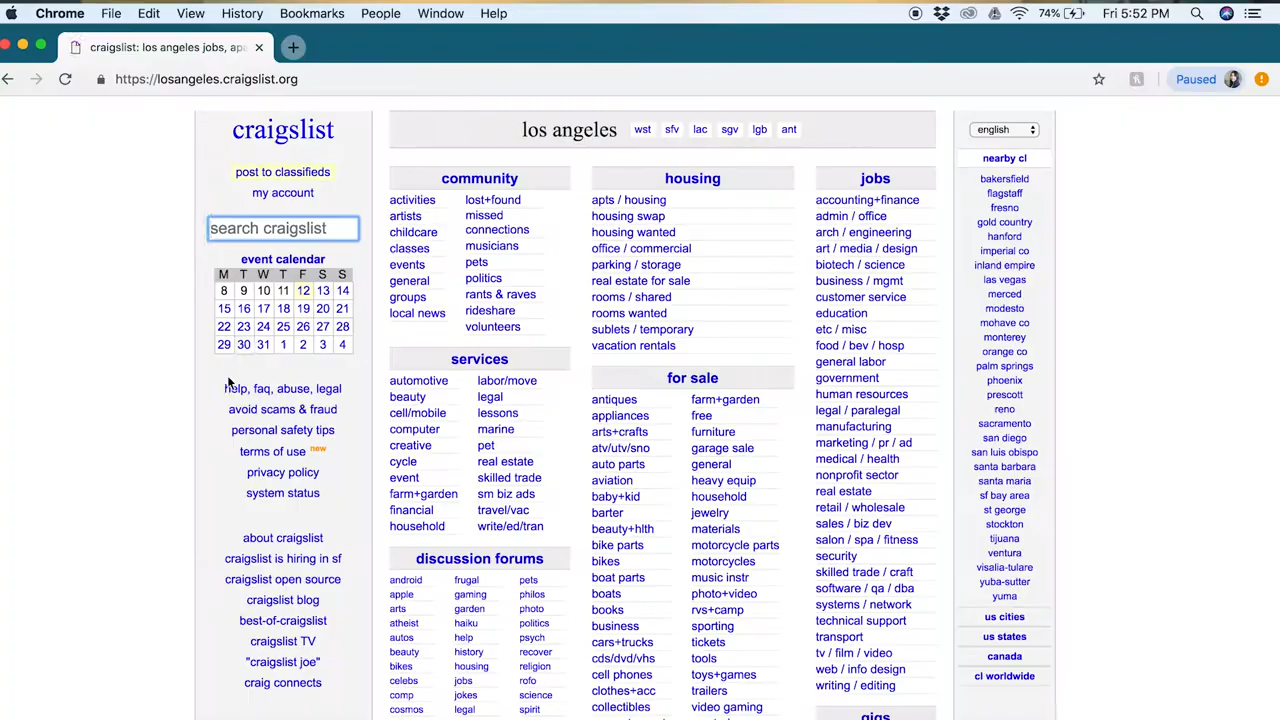 Chrome File Edit View History Bookmarks People Window Help 74% Fri 5:52 PM
craigslist: los angeles jobs, apa
https://losangeles.craigslist.org Paused
craigslist
post to classifieds
my account
search craigslist
event calendar
M T W T F S S
8 9 10 11 12 13 14
15 16 17 18 19 20 21
22 23 24 25 26 27 28
29 30 31 1 2 3 4
help, faq, abuse, legal
avoid scams & fraud
personal safety tips
terms of use new
privacy policy
system status
about craigslist
craigslist is hiring in sf
craigslist open source
craigslist blog
best-of-craigslist
craigslist TV
"craigslist joe"
craig connects
los angeles wst sfv lac sgv lgb ant
community
activities
artists
childcare
classes
events
general
groups
local news
lost+found
missed
connections
musicians
pets
politics
rants & raves
rideshare
volunteers
services
automotive
beauty
cell/mobile
computer
creative
cycle
event
farm+garden
financial
household
labor/move
legal
lessons
marine
pet
real estate
skilled trade
sm biz ads
travel/vac
write/ed/tran
discussion forums
android
apple
arts
atheist
autos
beauty
bikes
celebs
comp
cosmos
frugal
gaming
garden
haiku
help
history
housing
jobs
jokes
legal
pets
philos
photo
politics
psych
recover
religion
rofo
science
spirit
housing
apts / housing
housing swap
housing wanted
office / commercial
parking / storage
real estate for sale
rooms / shared
rooms wanted
sublets / temporary
vacation rentals
for sale
antiques
appliances
arts+crafts
atv/utv/sno
auto parts
aviation
baby+kid
barter
beauty+hlth
bike parts
bikes
boat parts
boats
books
business
cars+trucks
cds/dvd/vhs
cell phones
clothes+acc
collectibles
farm+garden
free
furniture
garage sale
general
heavy equip
household
jewelry
materials
motorcycle parts
motorcycles
music instr
photo+video
rvs+camp
sporting
tickets
tools
toys+games
trailers
video gaming
jobs
accounting+finance
admin / office
arch / engineering
art / media / design
biotech / science
business / mgmt
customer service
education
etc / misc
food / bev / hosp
general labor
government
human resources
legal / paralegal
manufacturing
marketing / pr / ad
medical / health
nonprofit sector
real estate
retail / wholesale
sales / biz dev
salon / spa / fitness
security
skilled trade / craft
software / qa / dba
systems / network
technical support
transport
tv / film / video
web / info design
writing / editing
gigs
english
nearby cl
bakersfield
flagstaff
fresno
gold country
hanford
imperial co
inland empire
las vegas
merced
modesto
mohave co
monterey
orange co
palm springs
phoenix
prescott
reno
sacramento
san diego
san luis obispo
santa barbara
santa maria
sf bay area
st george
stockton
tijuana
ventura
visalia-tulare
yuba-sutter
yuma
us cities
us states
canada
cl worldwide